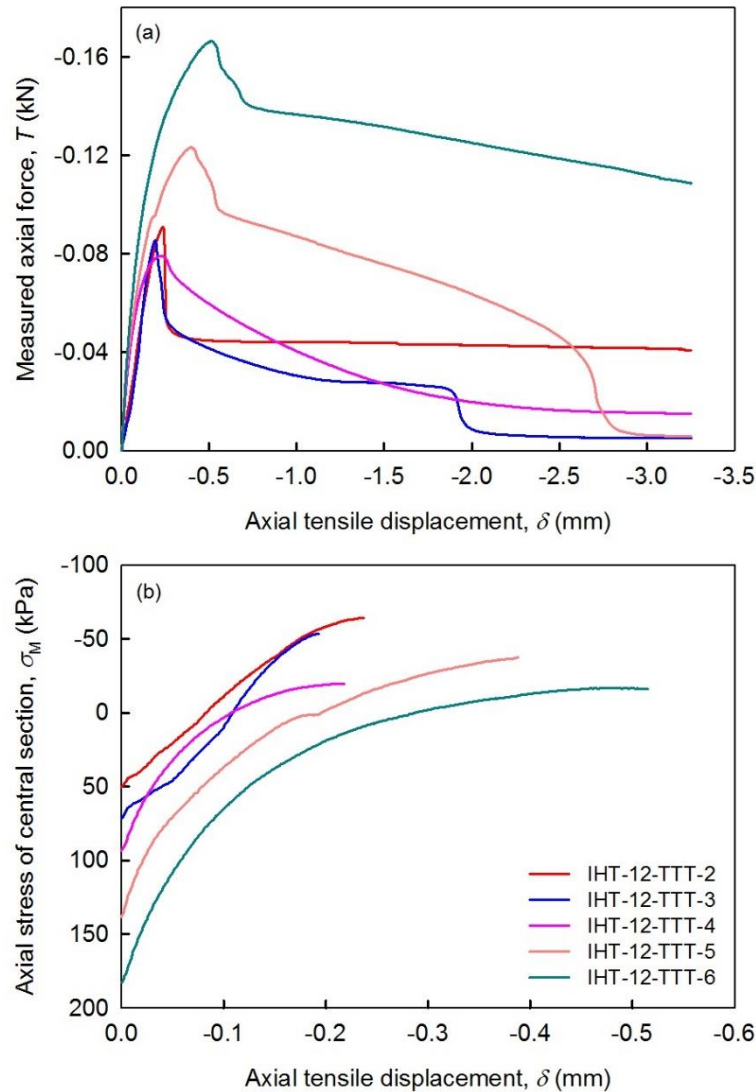 (a)
-0.16
-0.12
-0.08
-0.04
0.00
Measured axial force, T (kN)
0.0 -0.5 -1.0 -1.5 -2.0 -2.5 -3.0 -3.5
Axial tensile displacement, δ (mm)
(b)
-100
-50
0
50
100
150
200
Axial stress of central section, σM (kPa)
IHT-12-TTT-2
IHT-12-TTT-3
IHT-12-TTT-4
IHT-12-TTT-5
IHT-12-TTT-6
0.0 -0.1 -0.2 -0.3 -0.4 -0.5 -0.6
Axial tensile displacement, δ (mm)